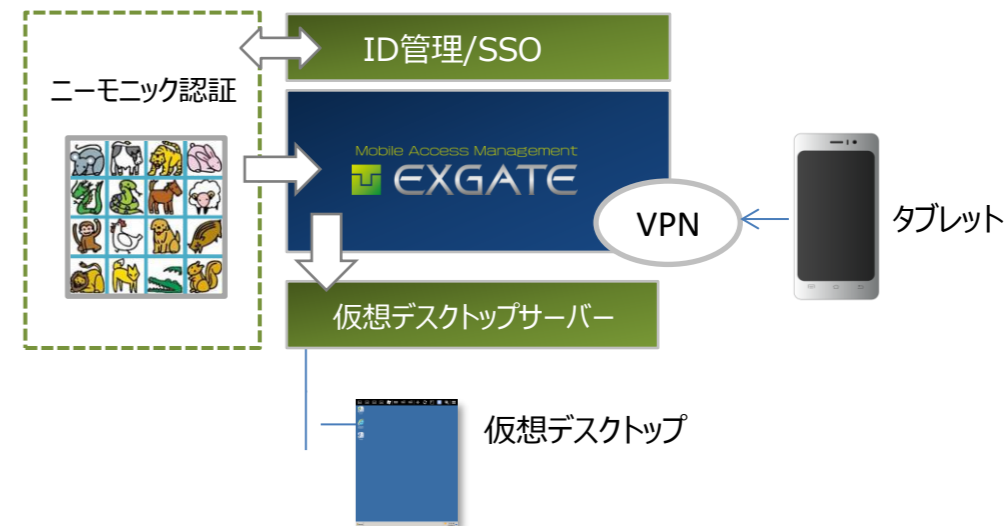 ID管理/SSO
ニーモニック認証
Mobile Access Management
EXGATE
VPN
タブレット
仮想デスクトップサーバー
仮想デスクトップ